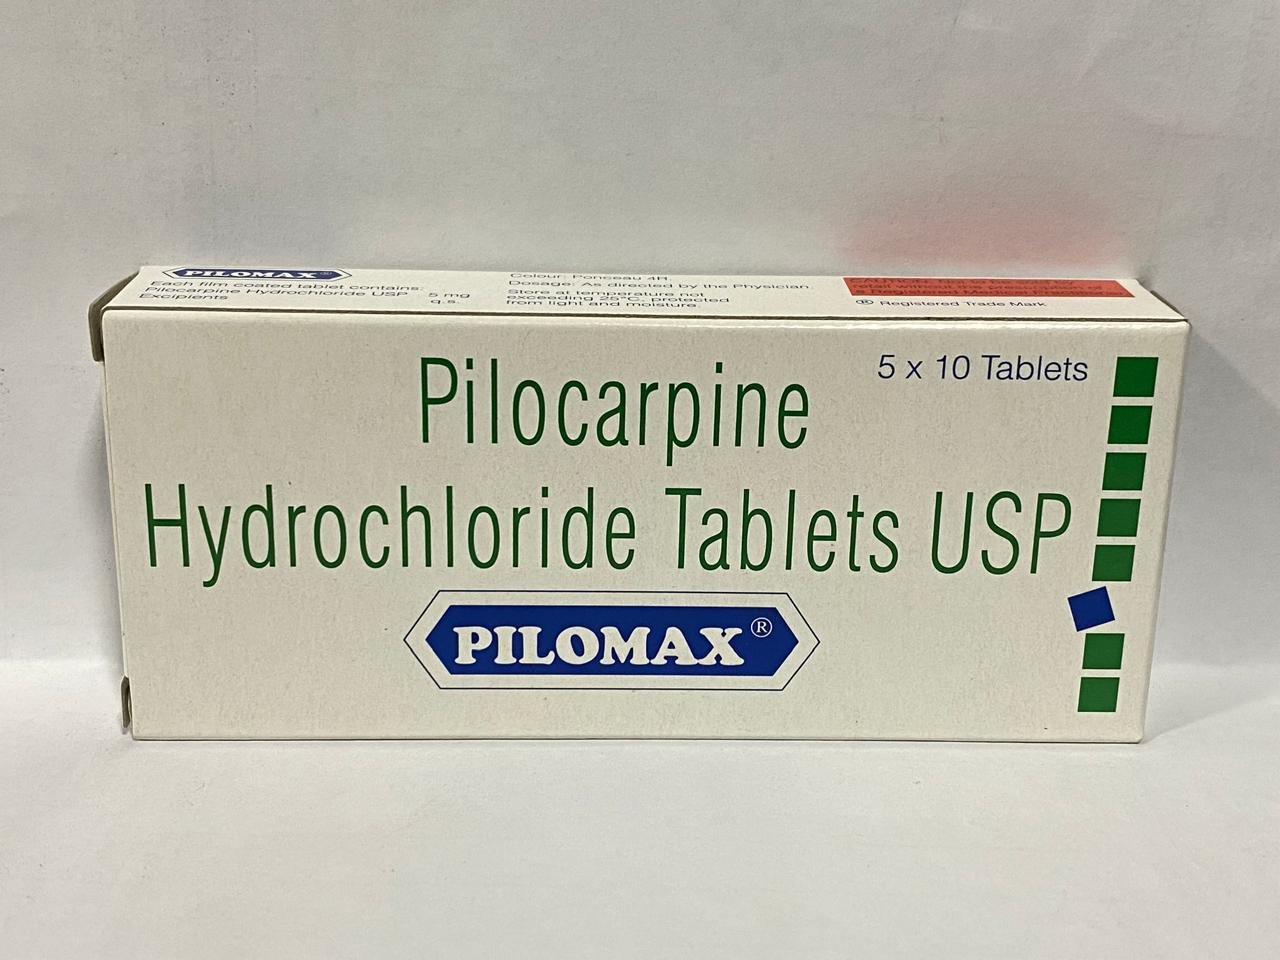 PILOMAX®
Each film coated tablet contains:
Pilocarpine Hydrochloride USP 5 mg
Excipients q.s.
Colour: Ponceau 4R.
Dosage: As directed by the Physician.
Store at temperature not
exceeding 25°C, protected
from light and moisture.
® Registered Trade Mark
5 x 10 Tablets
Pilocarpine
Hydrochloride Tablets USP
PILOMAX®